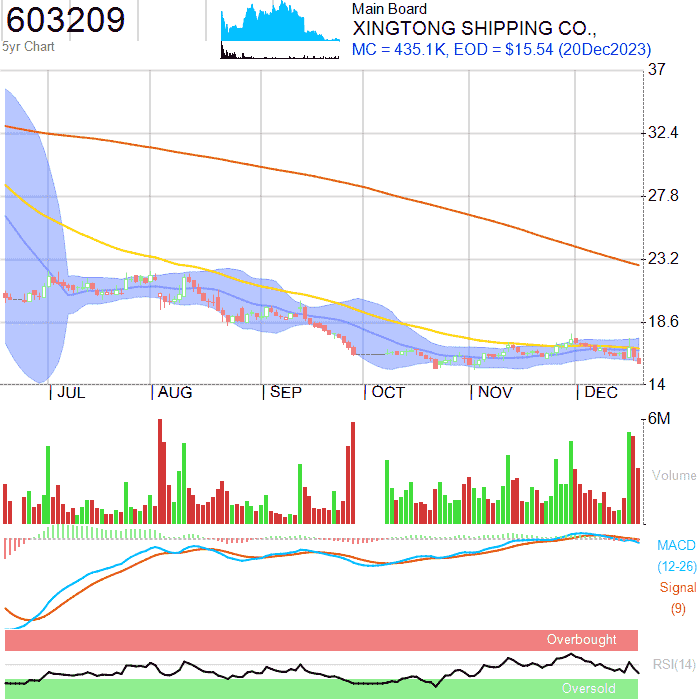 603209
5yr Chart
Main Board
XINGTONG SHIPPING CO.,
MC = 435.1K, EOD = $15.54 (20Dec2023)
37
32.4
27.8
23.2
18.6
14
JUL AUG SEP OCT NOV DEC
6M
Volume
MACD
(12-26)
Signal
(9)
Overbought
RSI(14)
Oversold